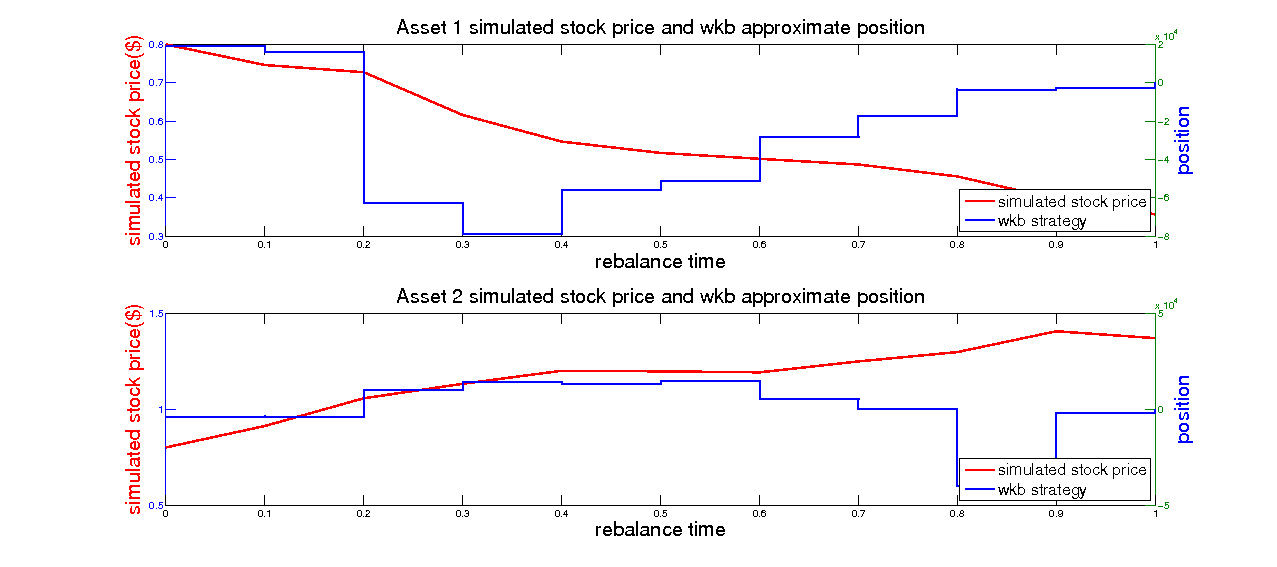 Asset 1 simulated stock price and wkb approximate position
x 10^4
simulated stock price($)
0.8
0.7
0.6
0.5
0.4
0.3
2
0
-2
-4
-6
-8
position
simulated stock price
wkb strategy
0 0.1 0.2 0.3 0.4 0.5 0.6 0.7 0.8 0.9 1
rebalance time
Asset 2 simulated stock price and wkb approximate position
x 10^4
simulated stock price($)
1.5
1
0.5
5
0
-5
position
simulated stock price
wkb strategy
0 0.1 0.2 0.3 0.4 0.5 0.6 0.7 0.8 0.9 1
rebalance time